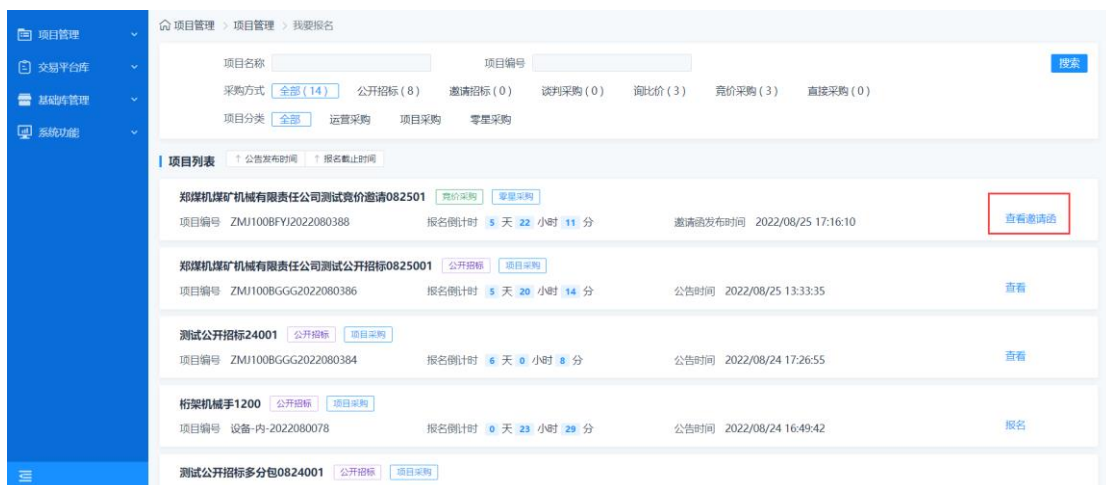 项目管理
交易平台库
基础库管理
系统功能
项目管理 > 项目管理 > 我要报名
项目名称 项目编号 搜索
采购方式 全部(14) 公开招标(8) 邀请招标(0) 谈判采购(0) 询比价(3) 竞价采购(3) 直接采购(0)
项目分类 全部 运营采购 项目采购 零星采购
项目列表 ↑ 公告发布时间 ↑ 报名截止时间
郑煤机煤矿机械有限责任公司测试竞价邀请082501 竞价采购 零星采购
项目编号 ZMJ100BFYJ2022080388 报名倒计时 5 天 22 小时 11 分 邀请函发布时间 2022/08/25 17:16:10 查看邀请函
郑煤机煤矿机械有限责任公司测试公开招标0825001 公开招标 项目采购
项目编号 ZMJ100BGGG2022080386 报名倒计时 5 天 20 小时 14 分 公告时间 2022/08/25 13:33:35 查看
测试公开招标24001 公开招标 项目采购
项目编号 ZMJ100BGGG2022080384 报名倒计时 6 天 0 小时 8 分 公告时间 2022/08/24 17:26:55 查看
桁架机械手1200 公开招标 项目采购
项目编号 设备-内-2022080078 报名倒计时 0 天 23 小时 29 分 公告时间 2022/08/24 16:49:42 报名
测试公开招标多分包0824001 公开招标 项目采购